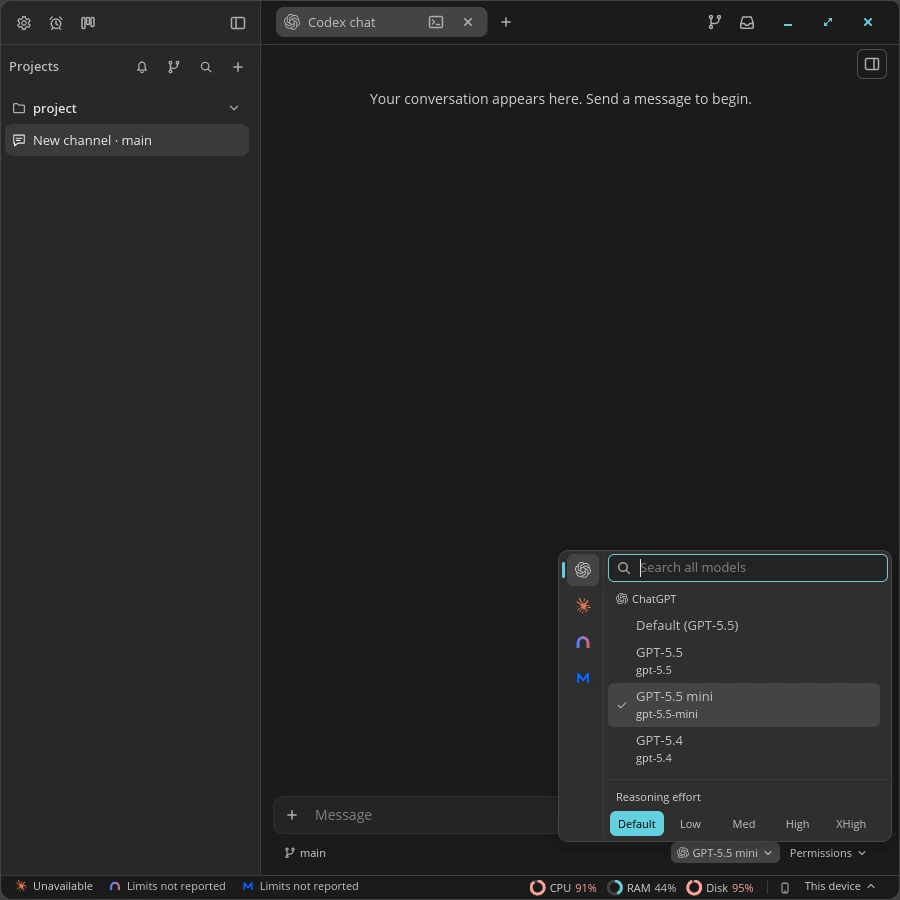 Codex chat
Projects
project
New channel · main
Your conversation appears here. Send a message to begin.
Search all models
ChatGPT
Default (GPT-5.5)
GPT-5.5
gpt-5.5
GPT-5.5 mini
gpt-5.5-mini
GPT-5.4
gpt-5.4
Reasoning effort
Default Low Med High XHigh
Message
main
GPT-5.5 mini Permissions
Unavailable Limits not reported Limits not reported CPU 91% RAM 44% Disk 95% This device